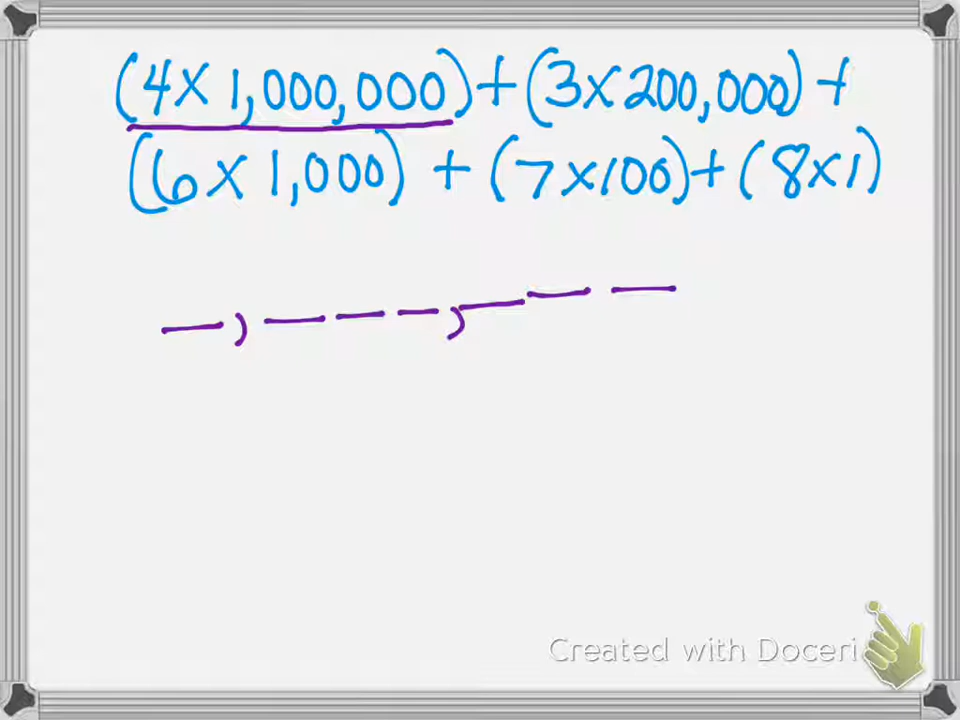 (4 X 1,000,000) + (3 X 200,000) +
(6 X 1,000) + (7 X 100) + (8 X 1)
_, _ _ _, _ _ _
Created with Doceri